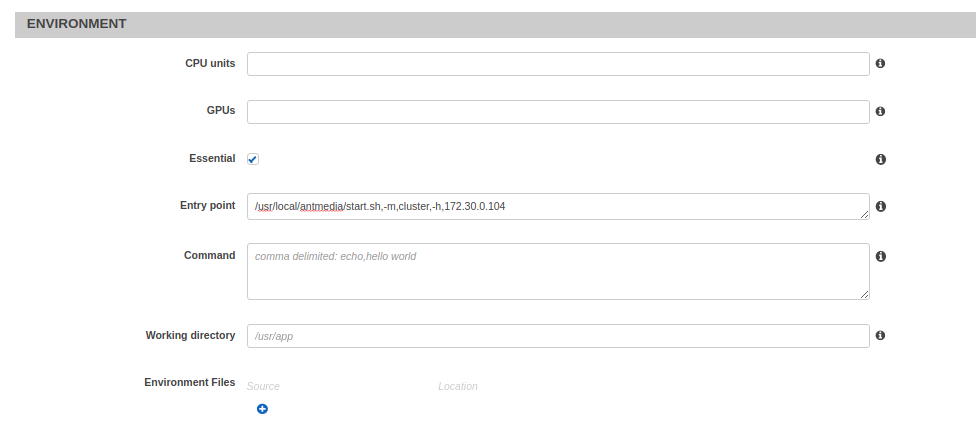 ENVIRONMENT
CPU units
GPUs
Essential
Entry point /usr/local/antmedia/start.sh,-m,cluster,-h,172.30.0.104
Command comma delimited: echo,hello world
Working directory /usr/app
Environment Files Source Location